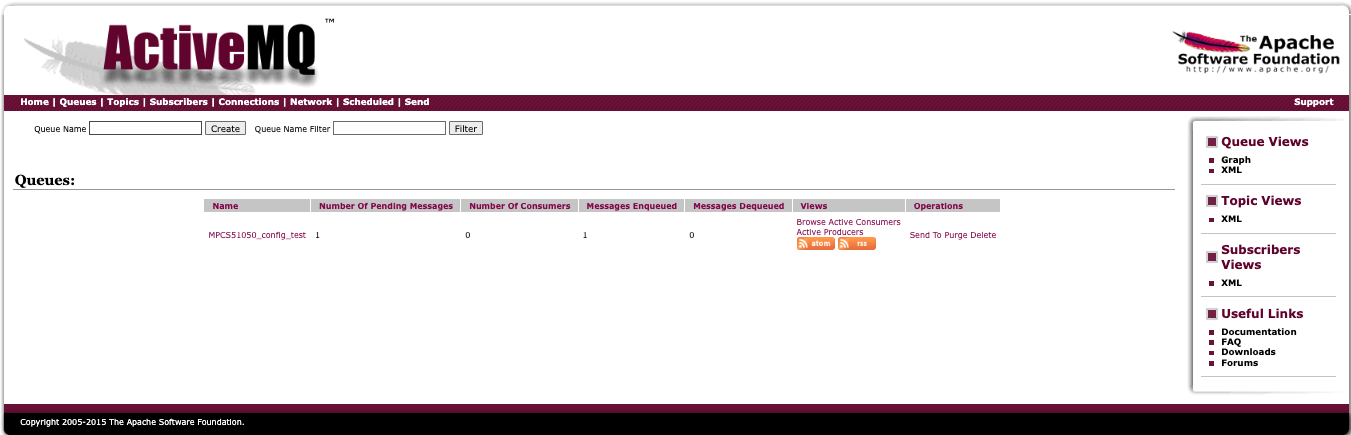 ActiveMQ™
The Apache
Software Foundation
http://www.apache.org/
Home | Queues | Topics | Subscribers | Connections | Network | Scheduled | Send
Support
Queue Name Create Queue Name Filter Filter
Queues:
Name Number Of Pending Messages Number Of Consumers Messages Enqueued Messages Dequeued Views Operations
MPCS51050_config_test 1 0 1 0 Browse Active Consumers
Active Producers
atom rss
Send To Purge Delete
Queue Views
Graph
XML
Topic Views
XML
Subscribers
Views
XML
Useful Links
Documentation
FAQ
Downloads
Forums
Copyright 2005-2015 The Apache Software Foundation.